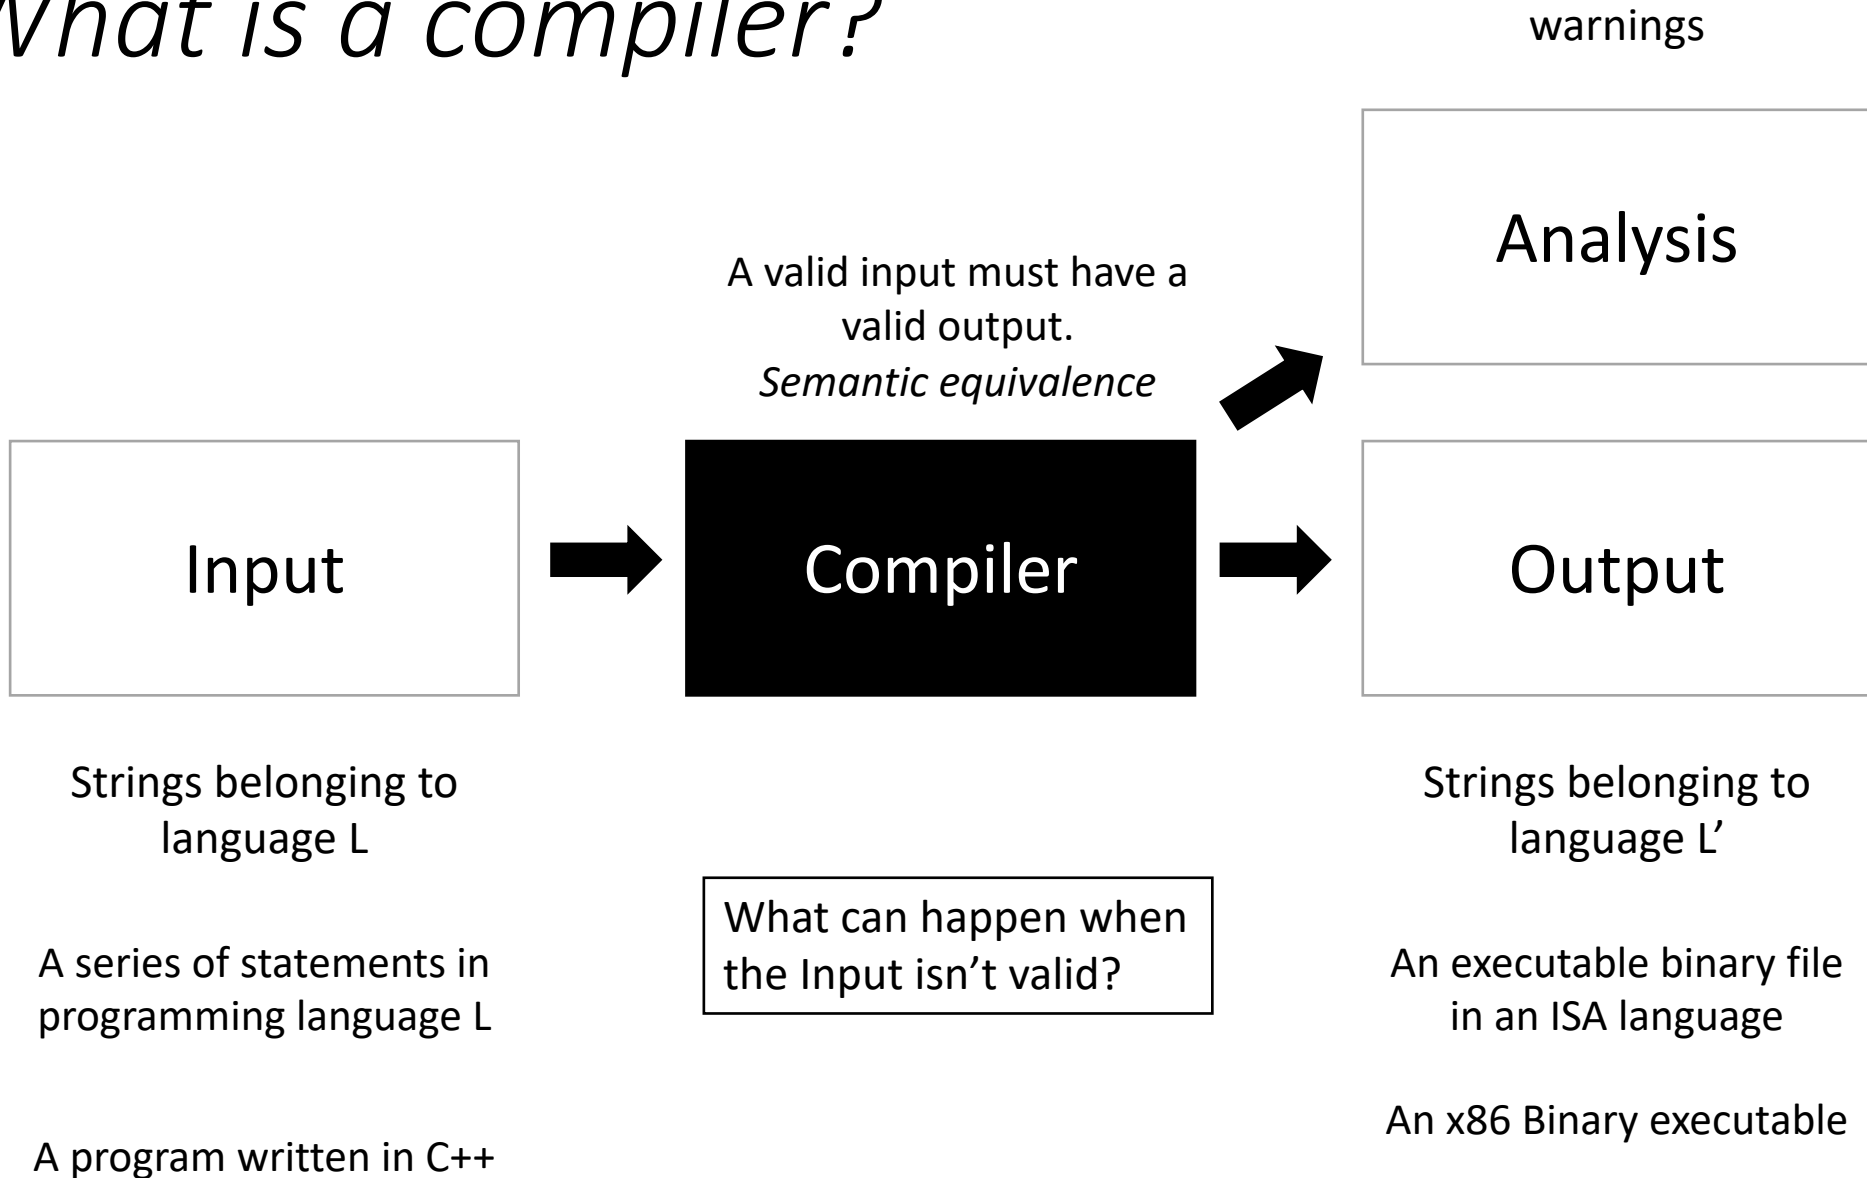 What is a compiler?
warnings
Analysis
A valid input must have a
valid output.
Semantic equivalence
Input
Compiler
Output
Strings belonging to
language L
Strings belonging to
language L’
What can happen when
the Input isn’t valid?
A series of statements in
programming language L
An executable binary file
in an ISA language
An x86 Binary executable
A program written in C++